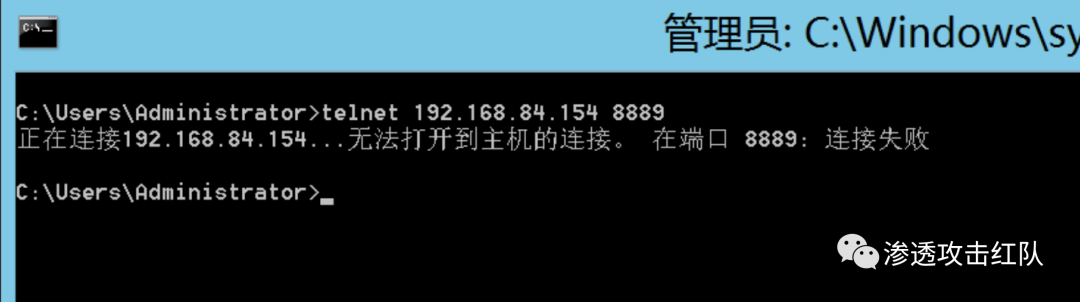 管理员: C:\Windows\sy
C:\Users\Administrator>telnet 192.168.84.154 8889
正在连接192.168.84.154...无法打开到主机的连接。 在端口 8889: 连接失败
C:\Users\Administrator>_
渗透攻击红队